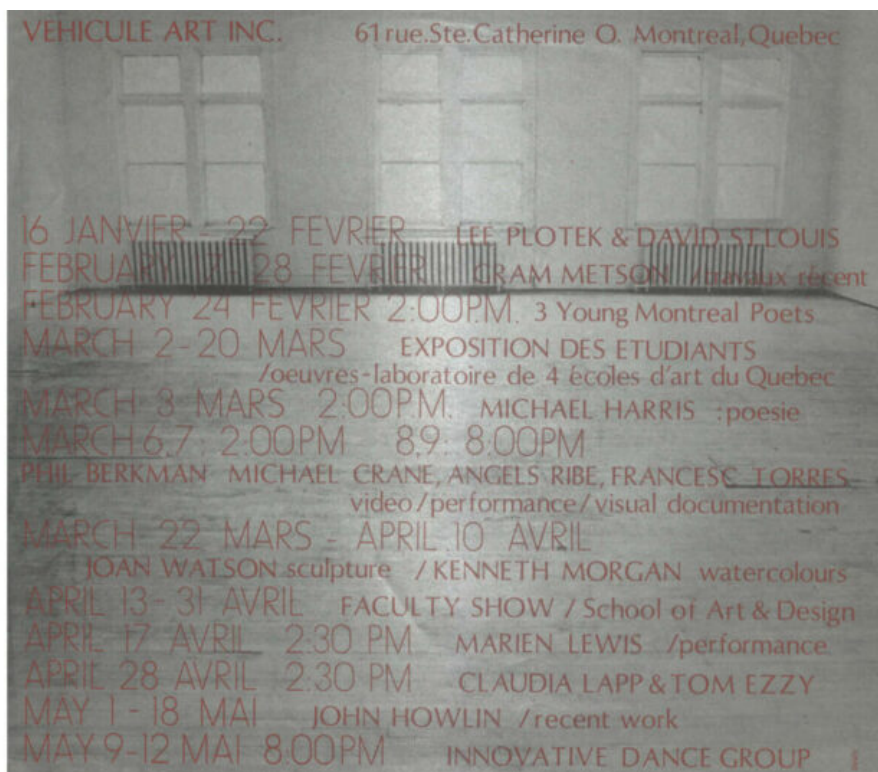 VEHICULE ART INC. 61 rue.Ste.Catherine O. Montreal,Quebec
16 JANVIER - 22 FEVRIER LEE PLOTEK & DAVID ST.LOUIS
FEBRUARY 7 - 28 FEVRIER CRAM METSON /travaux récent
FEBRUARY 24 FEVRIER 2:00P.M. 3 Young Montreal Poets
MARCH 2-20 MARS EXPOSITION DES ETUDIANTS
/oeuvres-laboratoire de 4 écoles d'art du Quebec
MARCH 3 MARS 2:00PM. MICHAEL HARRIS :poesie
MARCH 6,7, 2:00PM 8,9: 8:00PM
PHIL BERKMAN MICHAEL CRANE, ANGELS RIBE, FRANCESC TORRES
video/performance/visual documentation
MARCH 22 MARS - APRIL 10 AVRIL
JOAN WATSON sculpture /KENNETH MORGAN watercolours
APRIL 13-31 AVRIL FACULTY SHOW / School of Art & Design
APRIL 17 AVRIL 2:30 PM MARIEN LEWIS /performance
APRIL 28 AVRIL 2:30 PM CLAUDIA LAPP & TOM EZZY
MAY 1-18 MAI JOHN HOWLIN /recent work
MAY 9-12 MAI 8:00PM INNOVATIVE DANCE GROUP